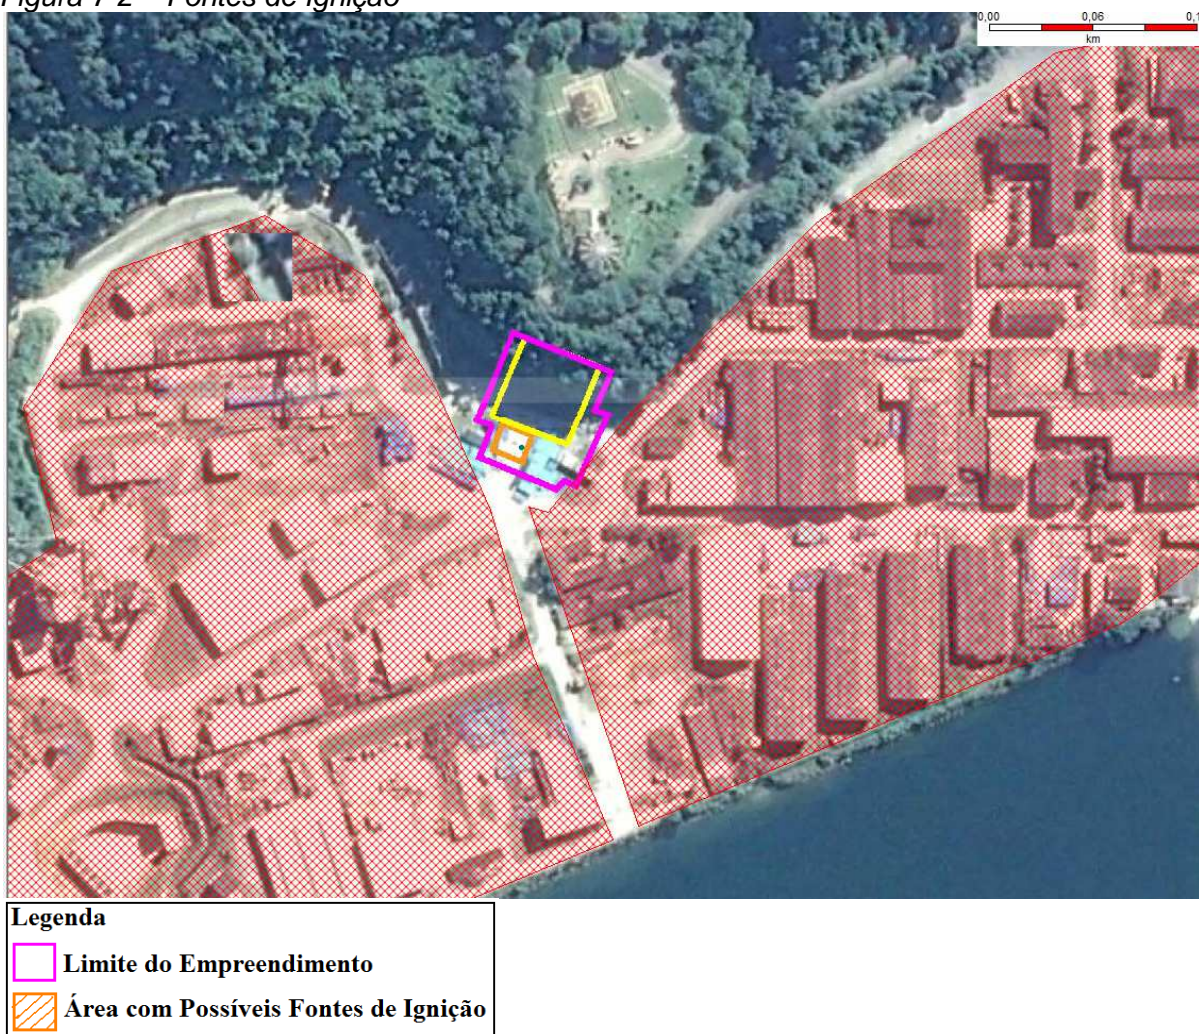 Figura 7-2 – Fontes de Ignição
0,00 0,06
km
Legenda
Limite do Empreendimento
Área com Possíveis Fontes de Ignição